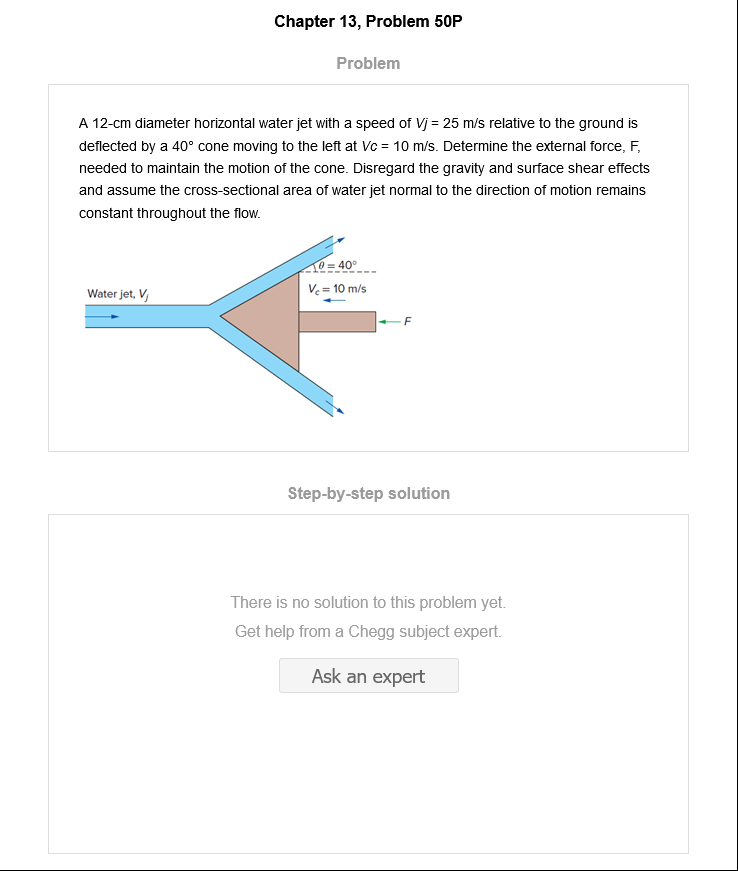 Chapter 13, Problem 50P
Problem
A 12-cm diameter horizontal water jet with a speed of Vj = 25 m/s relative to the ground is
deflected by a 40° cone moving to the left at Vc = 10 m/s. Determine the external force, F,
needed to maintain the motion of the cone. Disregard the gravity and surface shear effects
and assume the cross-sectional area of water jet normal to the direction of motion remains
constant throughout the flow.
θ = 40°
Water jet, Vj
Vc = 10 m/s
F
Step-by-step solution
There is no solution to this problem yet.
Get help from a Chegg subject expert.
Ask an expert